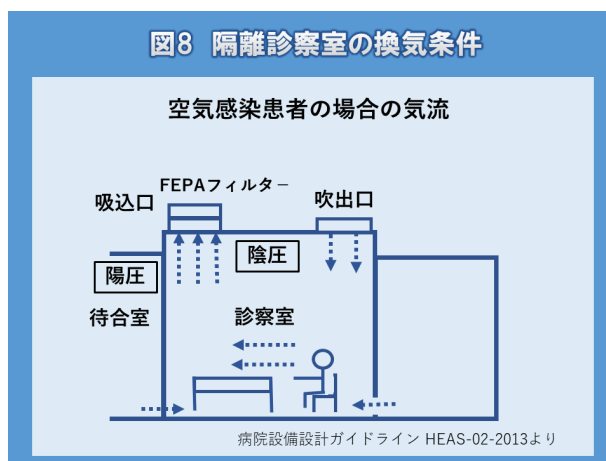 図8 隔離診察室の換気条件
空気感染患者の場合の気流
吸込口 FEPAフィルター 吹出口
陽圧 陰圧
待合室 診察室
病院設備設計ガイドライン HEAS-02-2013より